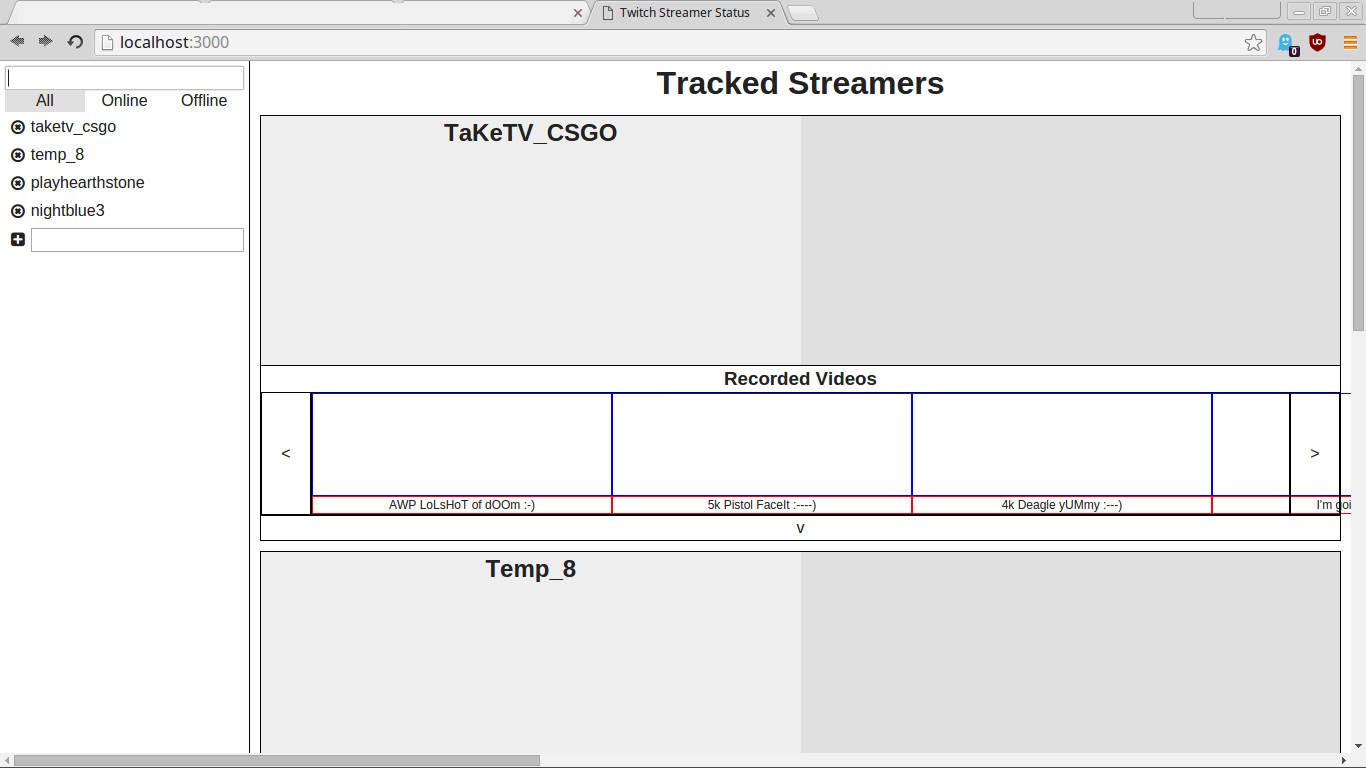 Twitch Streamer Status
localhost:3000
0
All Online Offline
taketv_csgo
temp_8
playhearthstone
nightblue3
Tracked Streamers
TaKeTV_CSGO
Recorded Videos
< >
AWP LoLsHoT of dOOm :-) 5k Pistol FaceIt :----) 4k Deagle yUMmy :---) I'm goi
v
Temp_8